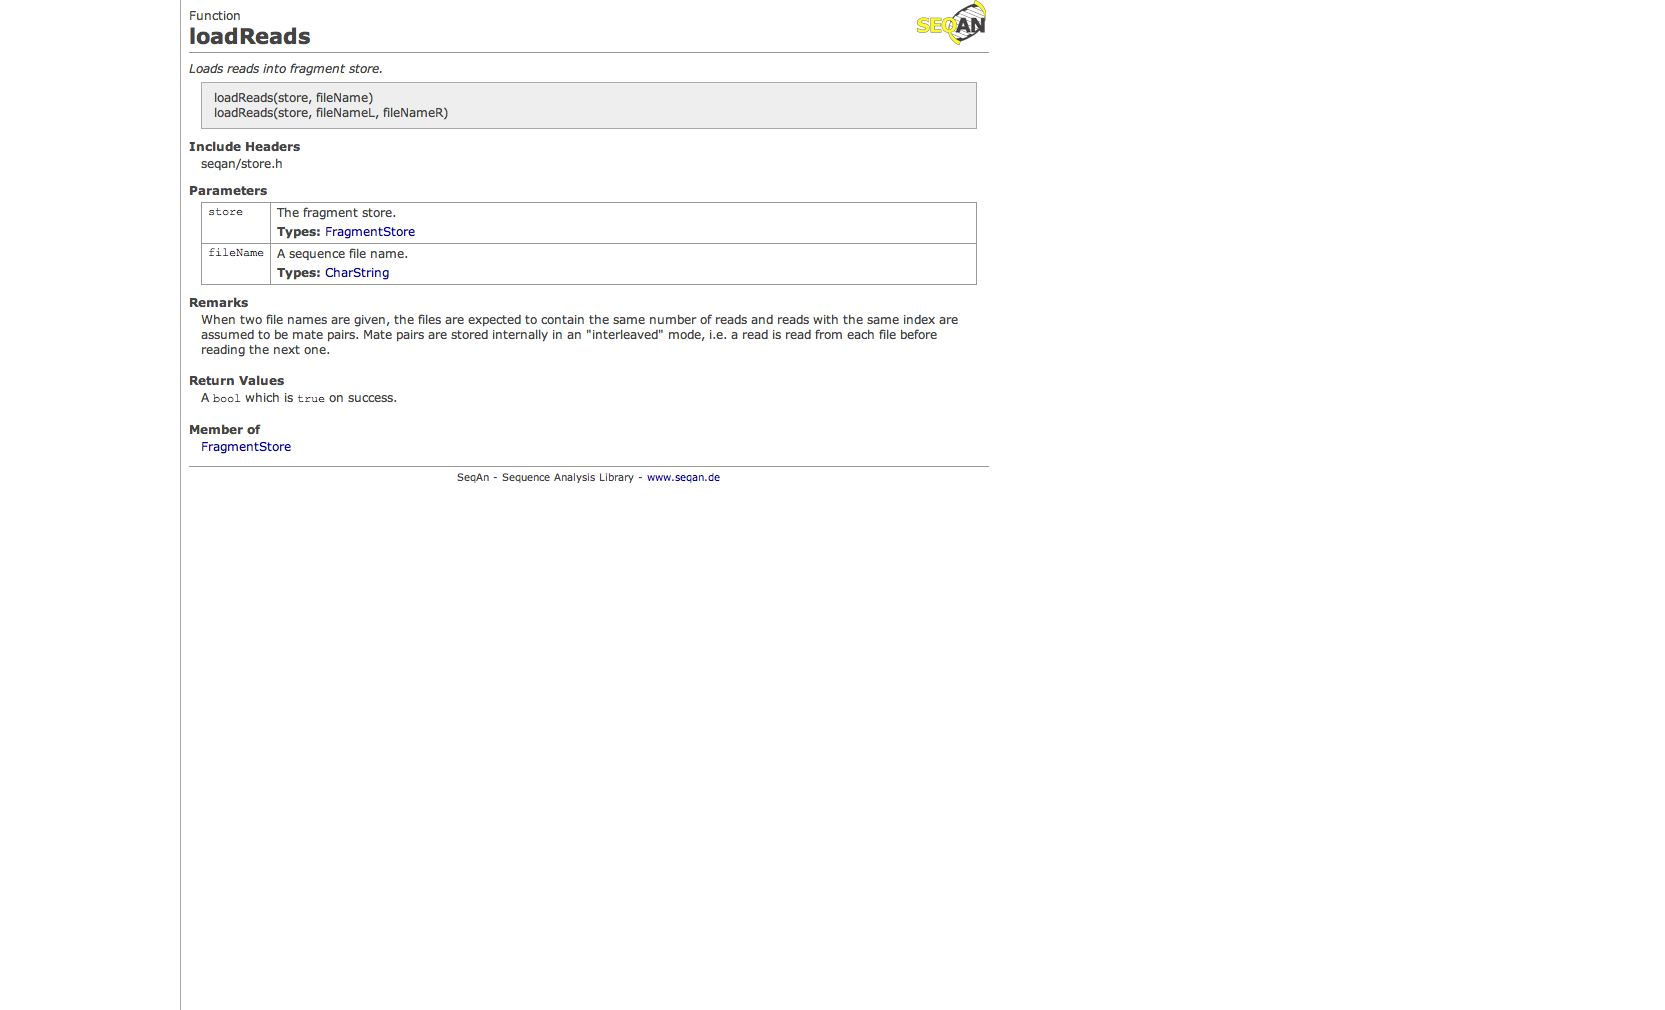 Function
SEQAN
loadReads
Loads reads into fragment store.
loadReads(store, fileName)
loadReads(store, fileNameL, fileNameR)
Include Headers
seqan/store.h
Parameters
store The fragment store.
Types: FragmentStore
fileName A sequence file name.
Types: CharString
Remarks
When two file names are given, the files are expected to contain the same number of reads and reads with the same index are
assumed to be mate pairs. Mate pairs are stored internally in an "interleaved" mode, i.e. a read is read from each file before
reading the next one.
Return Values
A bool which is true on success.
Member of
FragmentStore
SeqAn - Sequence Analysis Library - www.seqan.de